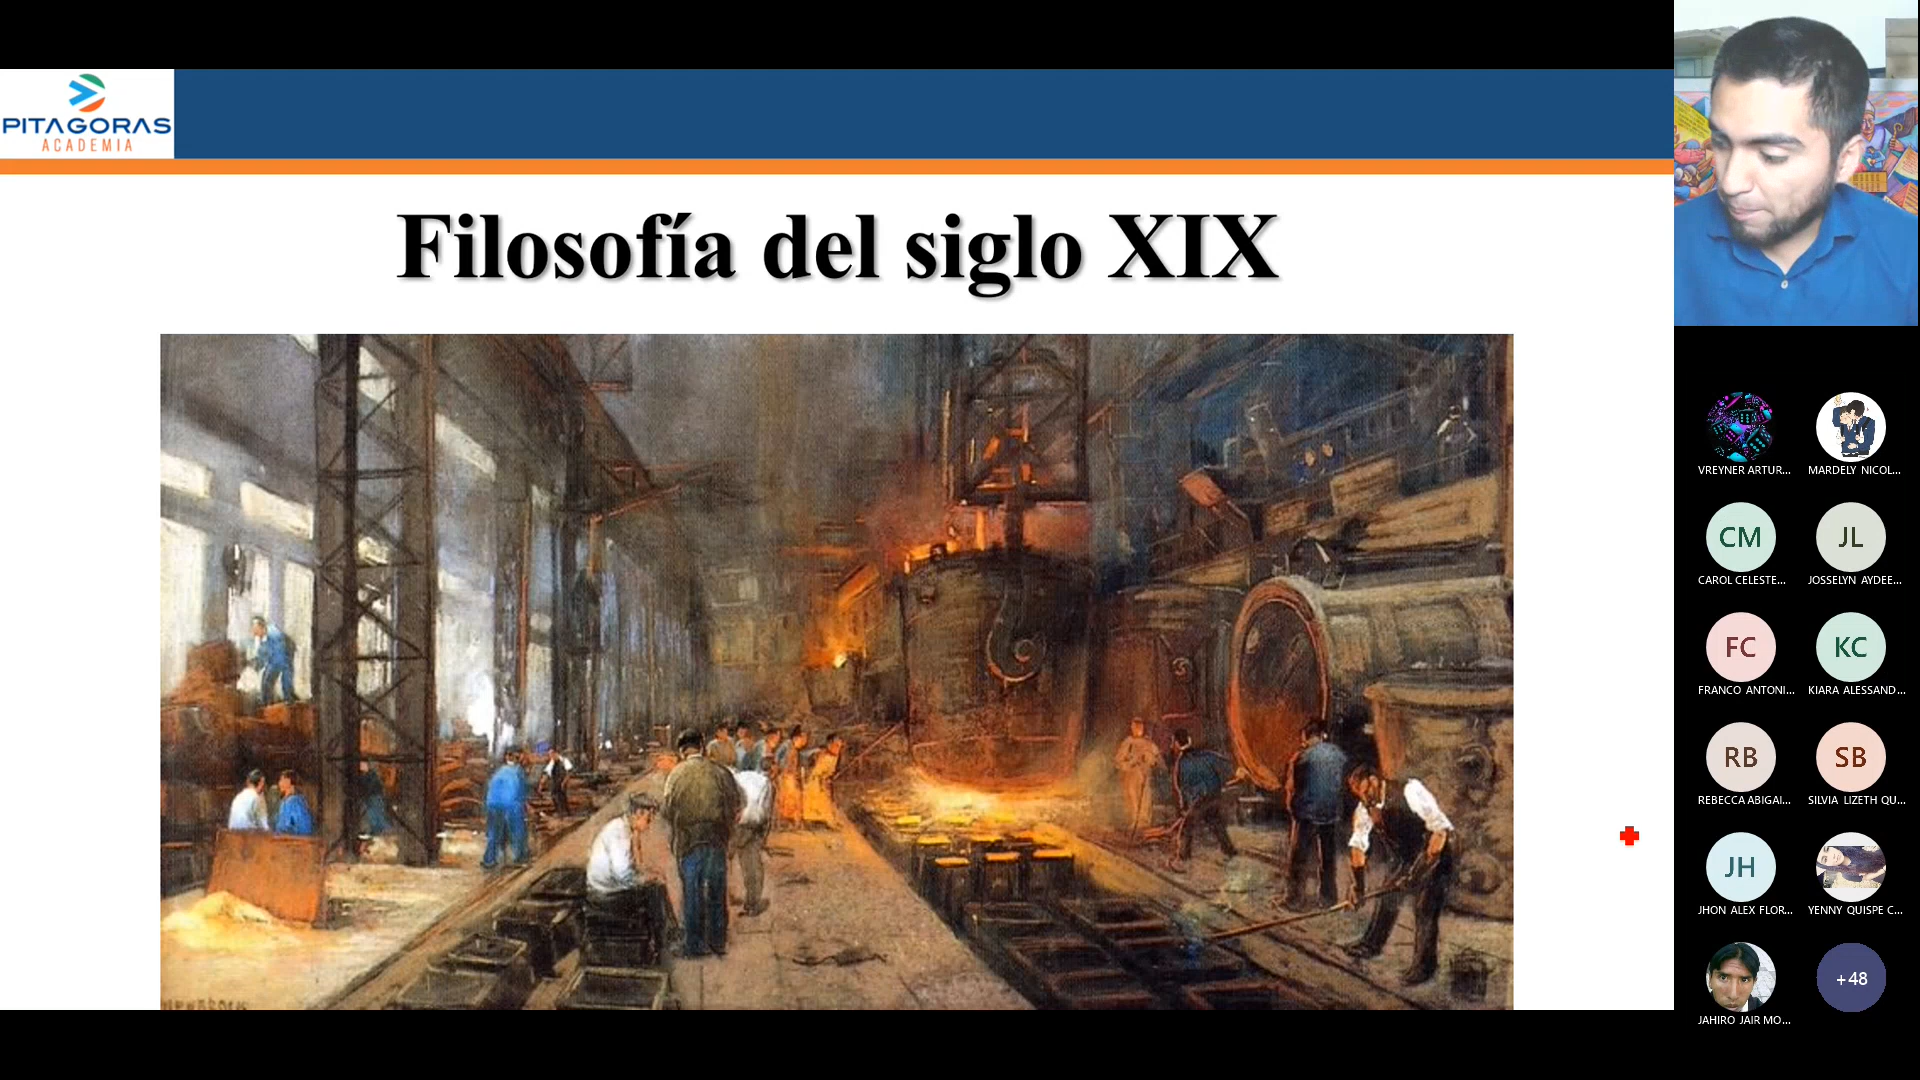 PITAGORAS
ACADEMIA
Filosofía del siglo XIX
VREYNER ARTUR...
MARDELY NICOL...
CM
JL
CAROL CELESTE...
JOSSELYN AYDEE...
FC
KC
FRANCO ANTONI...
KIARA ALESSAND...
RB
SB
REBECCA ABIGAI...
SILVIA LIZETH QU...
JH
JHON ALEX FLOR...
YENNY QUISPE C...
+48
JAHIRO JAIR MO...